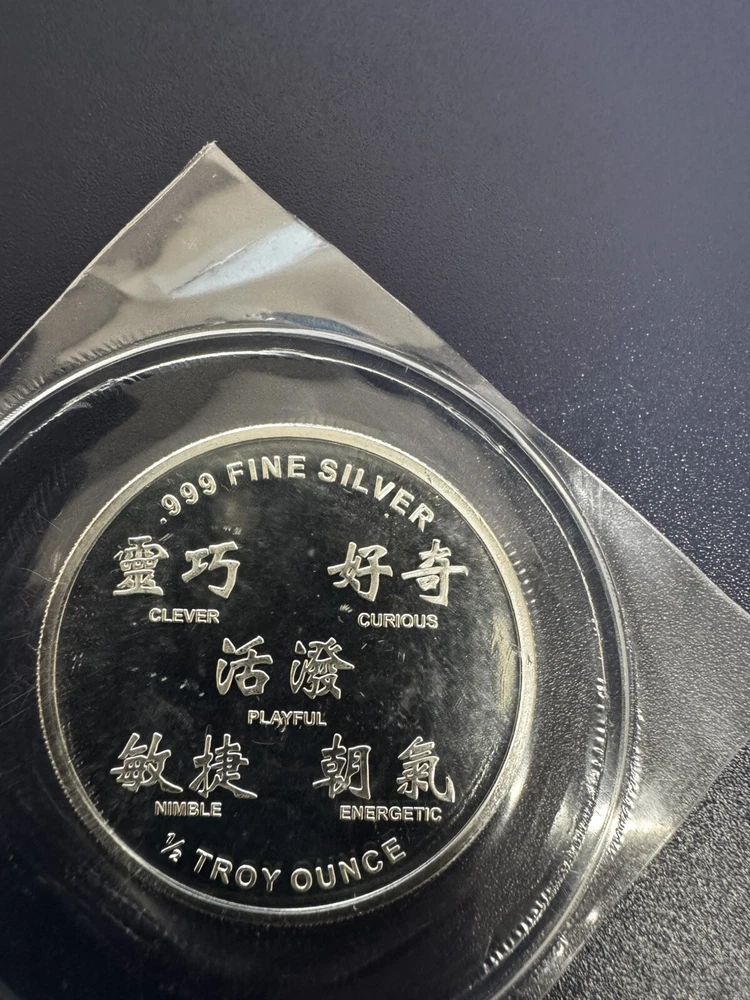 .999 FINE SILVER
靈巧 好奇
CLEVER CURIOUS
活潑
PLAYFUL
敏捷 朝氣
NIMBLE ENERGETIC
½ TROY OUNCE